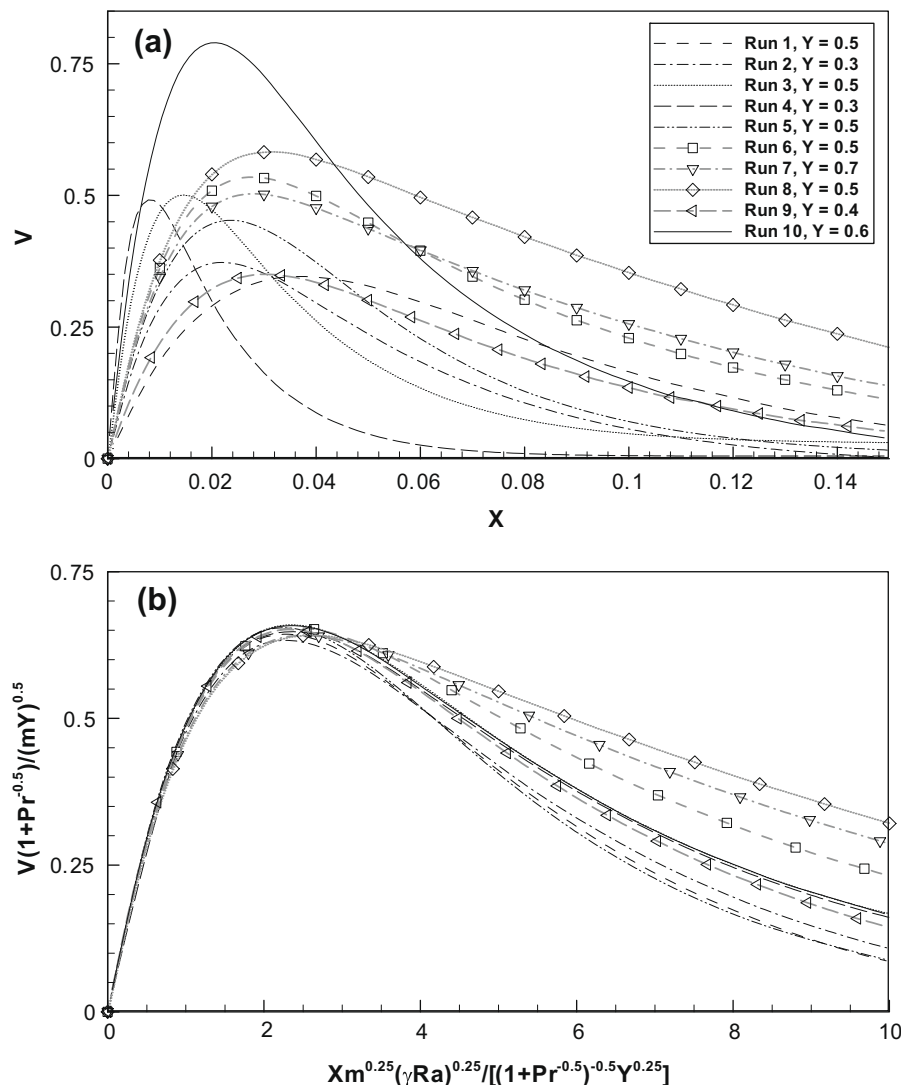 (a)
0.75
0.5
0.25
0
V
0
0.02
0.04
0.06
0.08
0.1
0.12
0.14
X
Run 1, Y = 0.5
Run 2, Y = 0.3
Run 3, Y = 0.5
Run 4, Y = 0.3
Run 5, Y = 0.5
Run 6, Y = 0.5
Run 7, Y = 0.7
Run 8, Y = 0.5
Run 9, Y = 0.4
Run 10, Y = 0.6
(b)
0.75
0.5
0.25
0
V(1+Pr^-0.5)/(mY)^0.5
0
2
4
6
8
10
Xm^0.25(γRa)^0.25/[(1+Pr^-0.5)^-0.5Y^0.25]